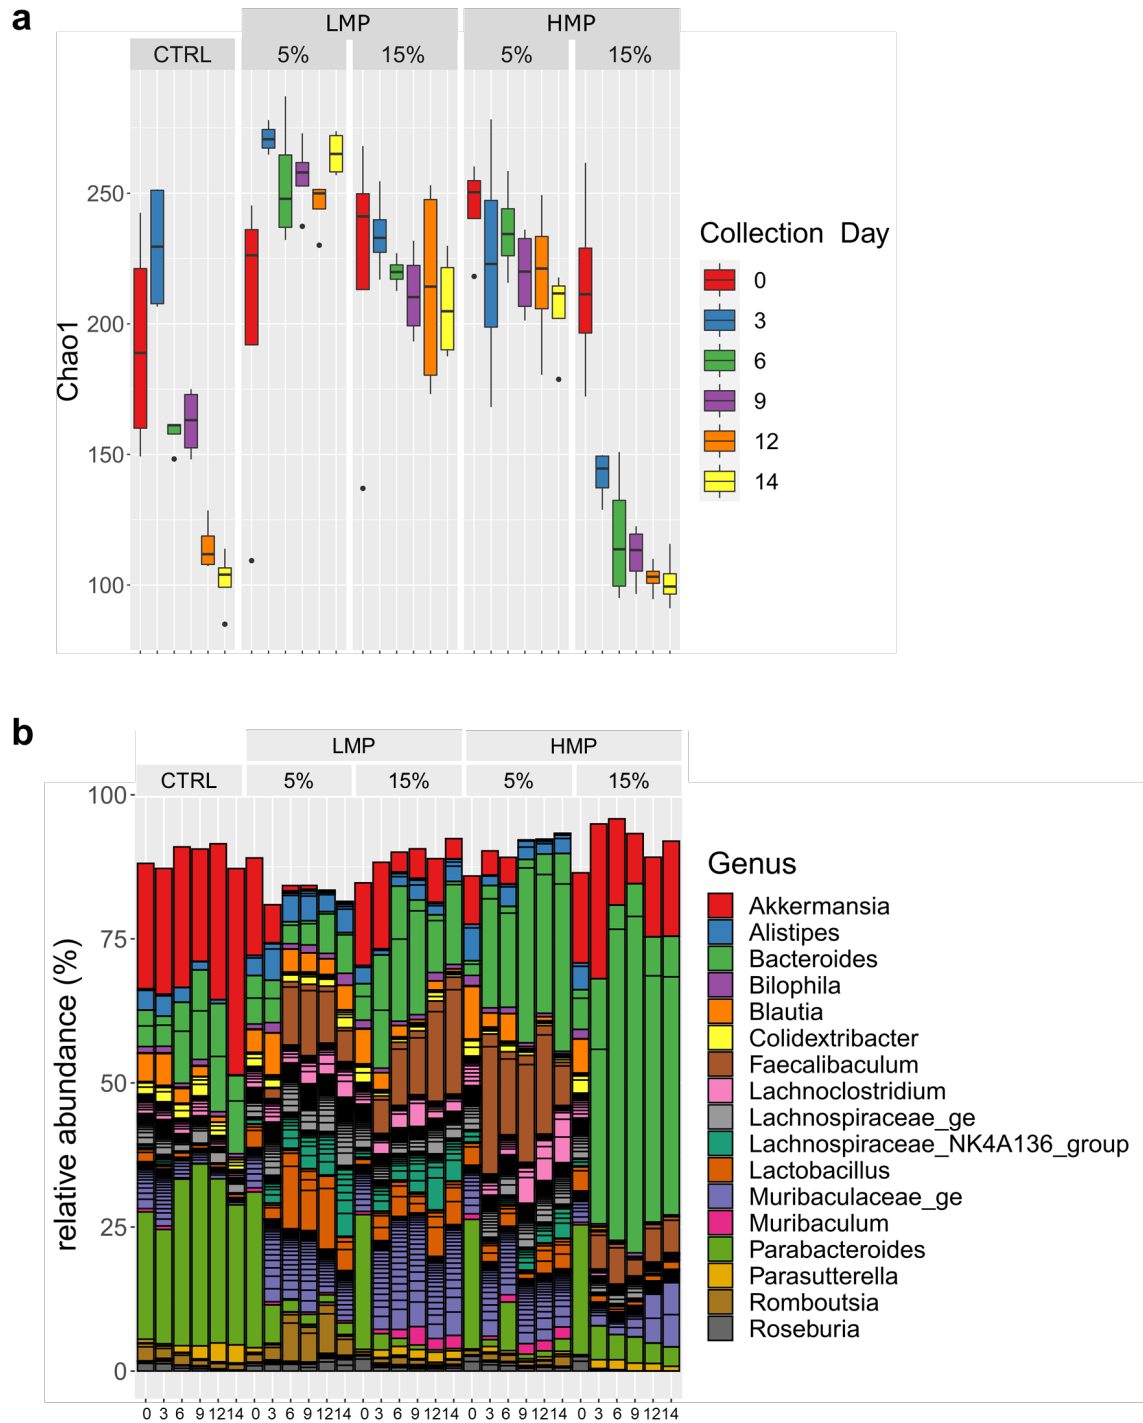 a
LMP HMP
CTRL 5% 15% 5% 15%
Chao1
250
200
150
100
Collection Day
0
3
6
9
12
14
b
LMP HMP
CTRL 5% 15% 5% 15%
relative abundance (%)
100
75
50
25
0
0 3 6 9 12 14 0 3 6 9 12 14 0 3 6 9 12 14 0 3 6 9 12 14 0 3 6 9 12 14
Genus
Akkermansia
Alistipes
Bacteroides
Bilophila
Blautia
Colidextribacter
Faecalibaculum
Lachnoclostridium
Lachnospiraceae_ge
Lachnospiraceae_NK4A136_group
Lactobacillus
Muribaculaceae_ge
Muribaculum
Parabacteroides
Parasutterella
Romboutsia
Roseburia